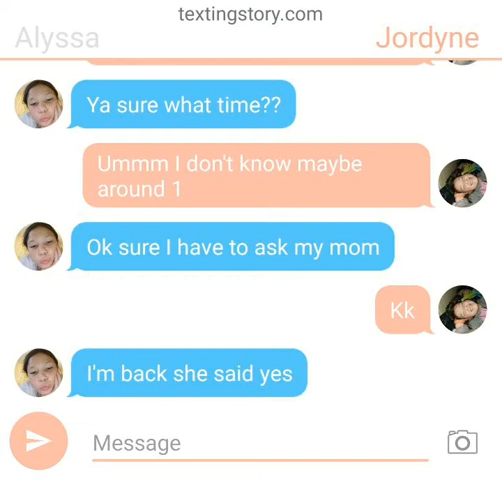 textingstory.com
Alyssa
Jordyne
Ya sure what time??
Ummm I don't know maybe
around 1
Ok sure I have to ask my mom
Kk
I'm back she said yes
Message